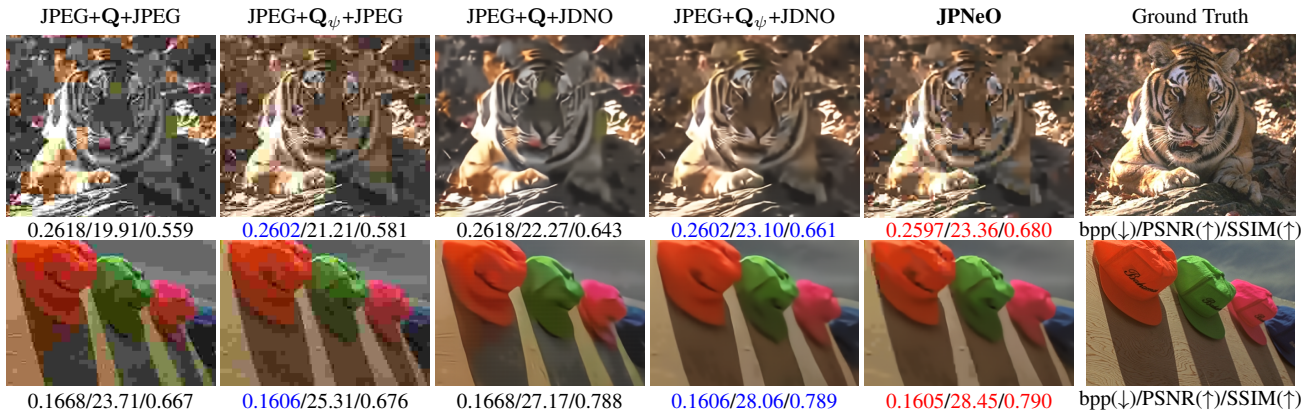 JPEG+Q+JPEG JPEG+Qψ+JPEG JPEG+Q+JDNO JPEG+Qψ+JDNO JPNeO Ground Truth
0.2618/19.91/0.559 0.2602/21.21/0.581 0.2618/22.27/0.643 0.2602/23.10/0.661 0.2597/23.36/0.680 bpp(↓)/PSNR(↑)/SSIM(↑)
0.1668/23.71/0.667 0.1606/25.31/0.676 0.1668/27.17/0.788 0.1606/28.06/0.789 0.1605/28.45/0.790 bpp(↓)/PSNR(↑)/SSIM(↑)